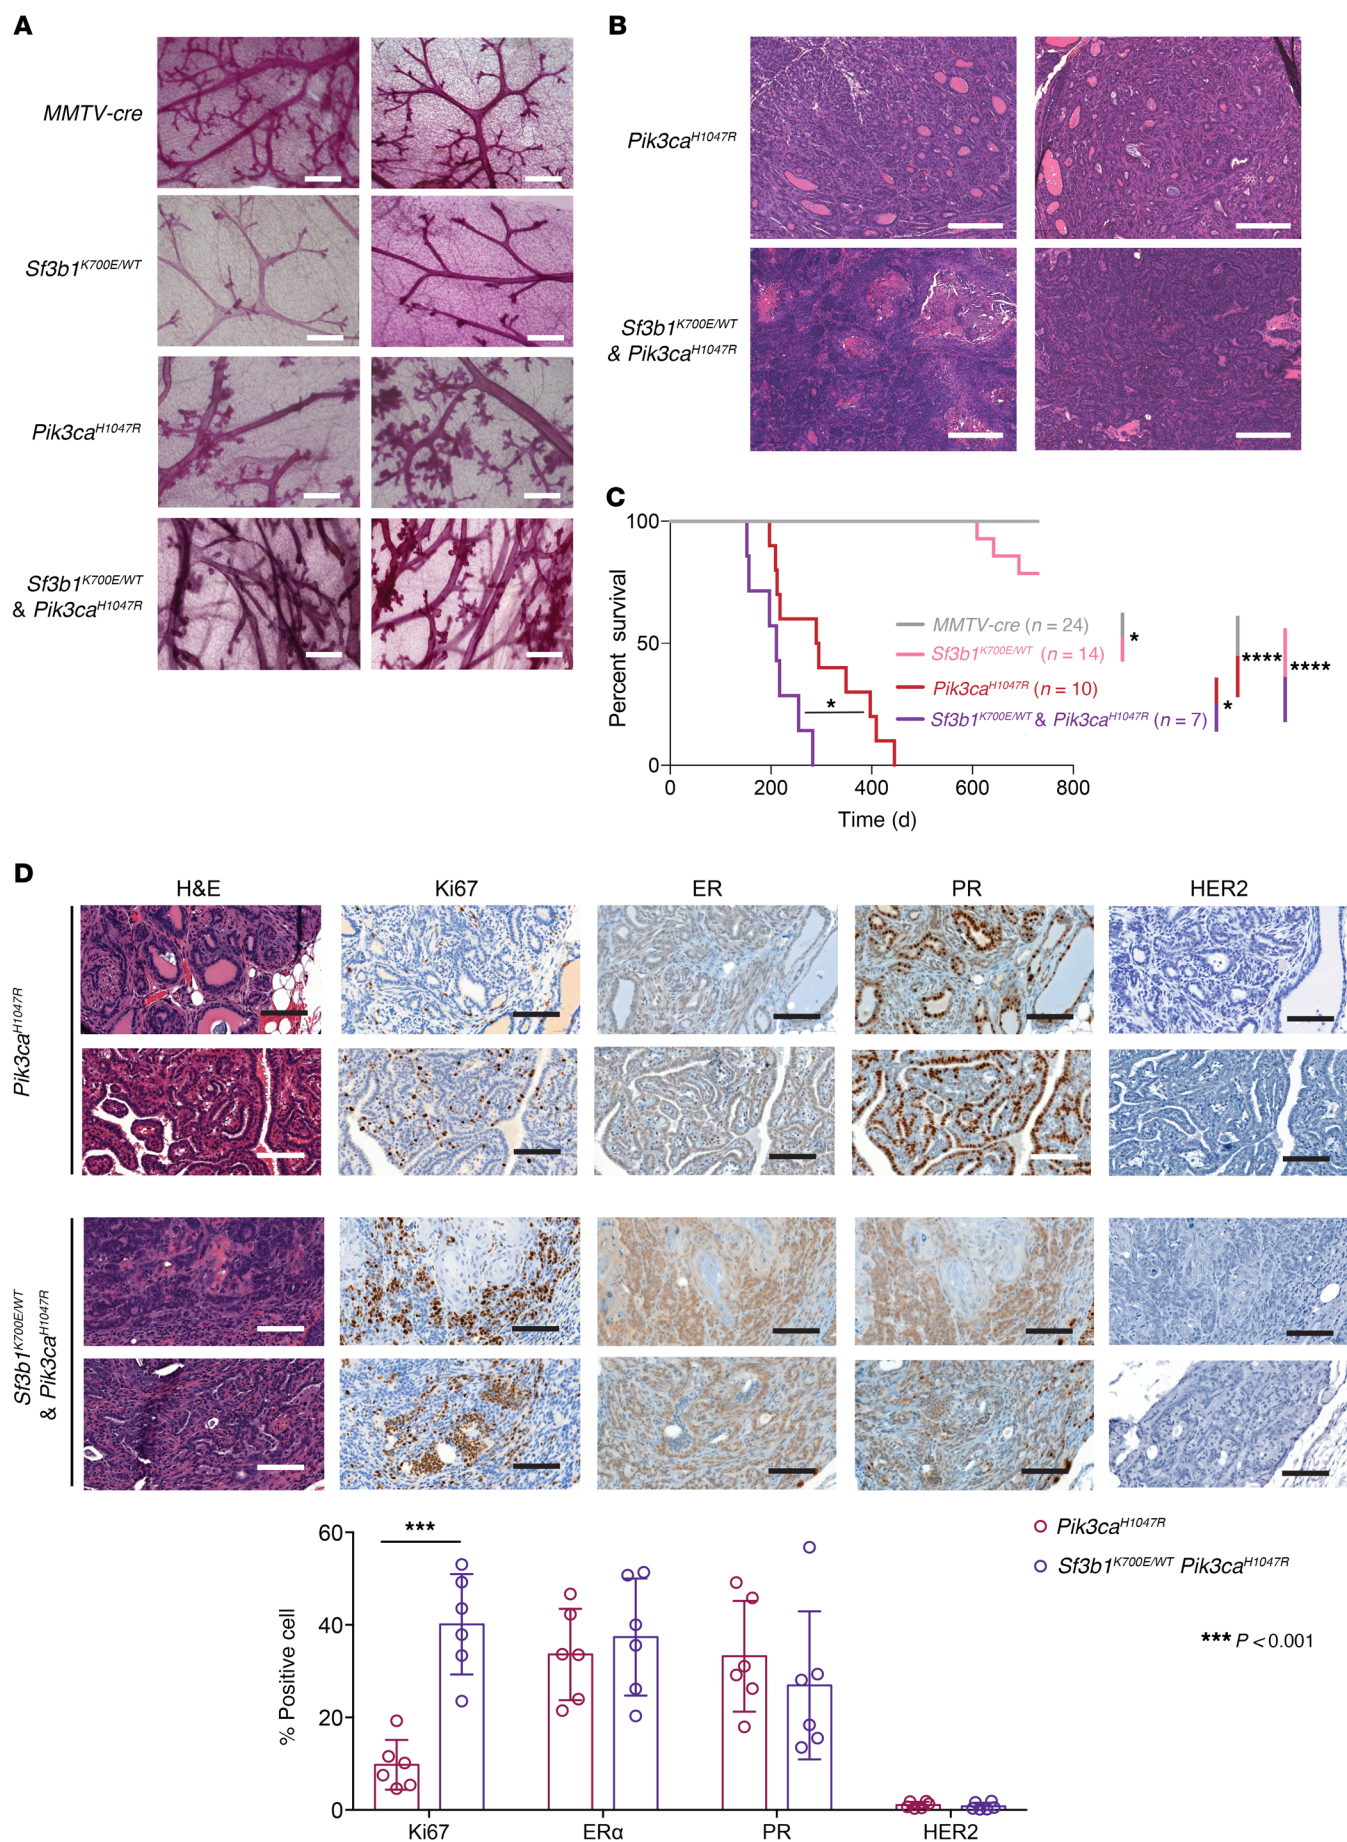 A
MMTV-cre
Sf3b1K700E/WT
Pik3caH1047R
Sf3b1K700E/WT
& Pik3caH1047R
B
Pik3caH1047R
Sf3b1K700E/WT
& Pik3caH1047R
C
100
50
0
Percent survival
0 200 400 600 800
Time (d)
MMTV-cre (n = 24)
Sf3b1K700E/WT (n = 14)
Pik3caH1047R (n = 10)
Sf3b1K700E/WT & Pik3caH1047R (n = 7)
*
*
*
****
****
D
H&E Ki67 ER PR HER2
Pik3caH1047R
Sf3b1K700E/WT
& Pik3caH1047R
60
40
20
0
% Positive cell
***
Ki67 ERα PR HER2
Pik3caH1047R
Sf3b1K700E/WT Pik3caH1047R
*** P < 0.001